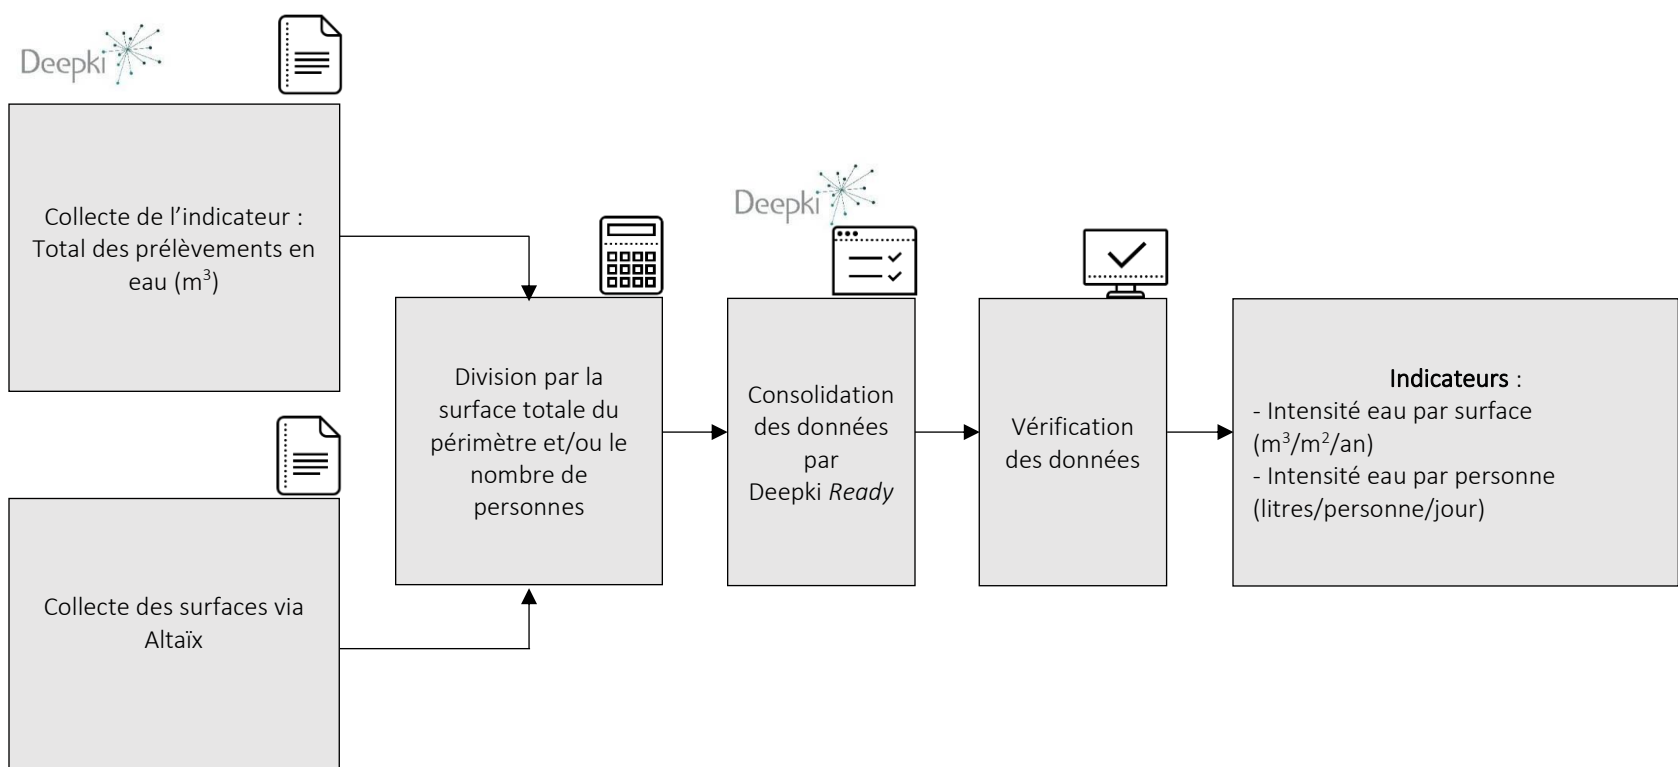 Deepki
Collecte de l’indicateur :
Total des prélèvements en
eau (m³)
Collecte des surfaces via
Altaïx
Division par la
surface totale du
périmètre et/ou le
nombre de
personnes
Deepki
Consolidation
des données
par
Deepki Ready
Vérification
des données
Indicateurs :
- Intensité eau par surface
(m³/m²/an)
- Intensité eau par personne
(litres/personne/jour)